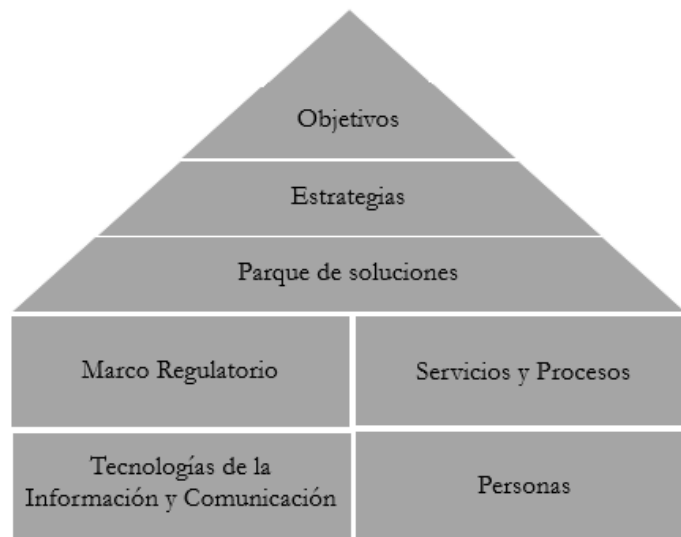 Objetivos
Estrategias
Parque de soluciones
Marco Regulatorio
Servicios y Procesos
Tecnologías de la
Información y Comunicación
Personas